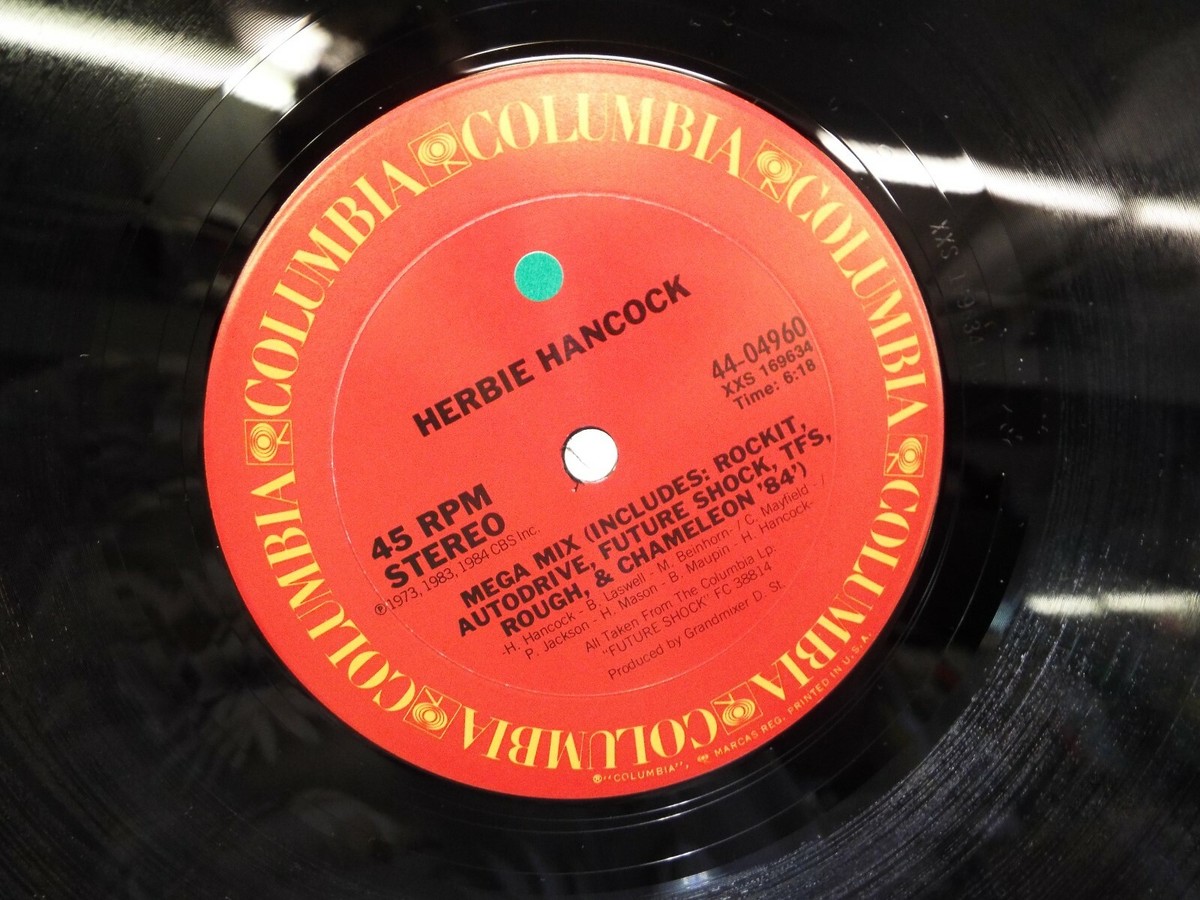 COLUMBIA COLUMBIA COLUMBIA COLUMBIA COLUMBIA COLUMBIA COLUMBIA COLUMBIA
HERBIE HANCOCK
44-04960
XXS 169634
Time: 6:18
45 RPM
STEREO
℗1973, 1983, 1984 CBS Inc.
MEGA MIX (INCLUDES: ROCKIT,
AUTODRIVE, FUTURE SHOCK, TFS,
ROUGH, & CHAMELEON '84')
-H. Hancock - B. Laswell - M. Beinhorn- / C. Mayfield - /
P. Jackson - H. Mason - B. Maupin - H. Hancock-
All Taken From The Columbia Lp.
"FUTURE SHOCK" FC 38814
Produced by Grandmixer D. St.
®"COLUMBIA", MARCAS REG. PRINTED IN U.S.A.